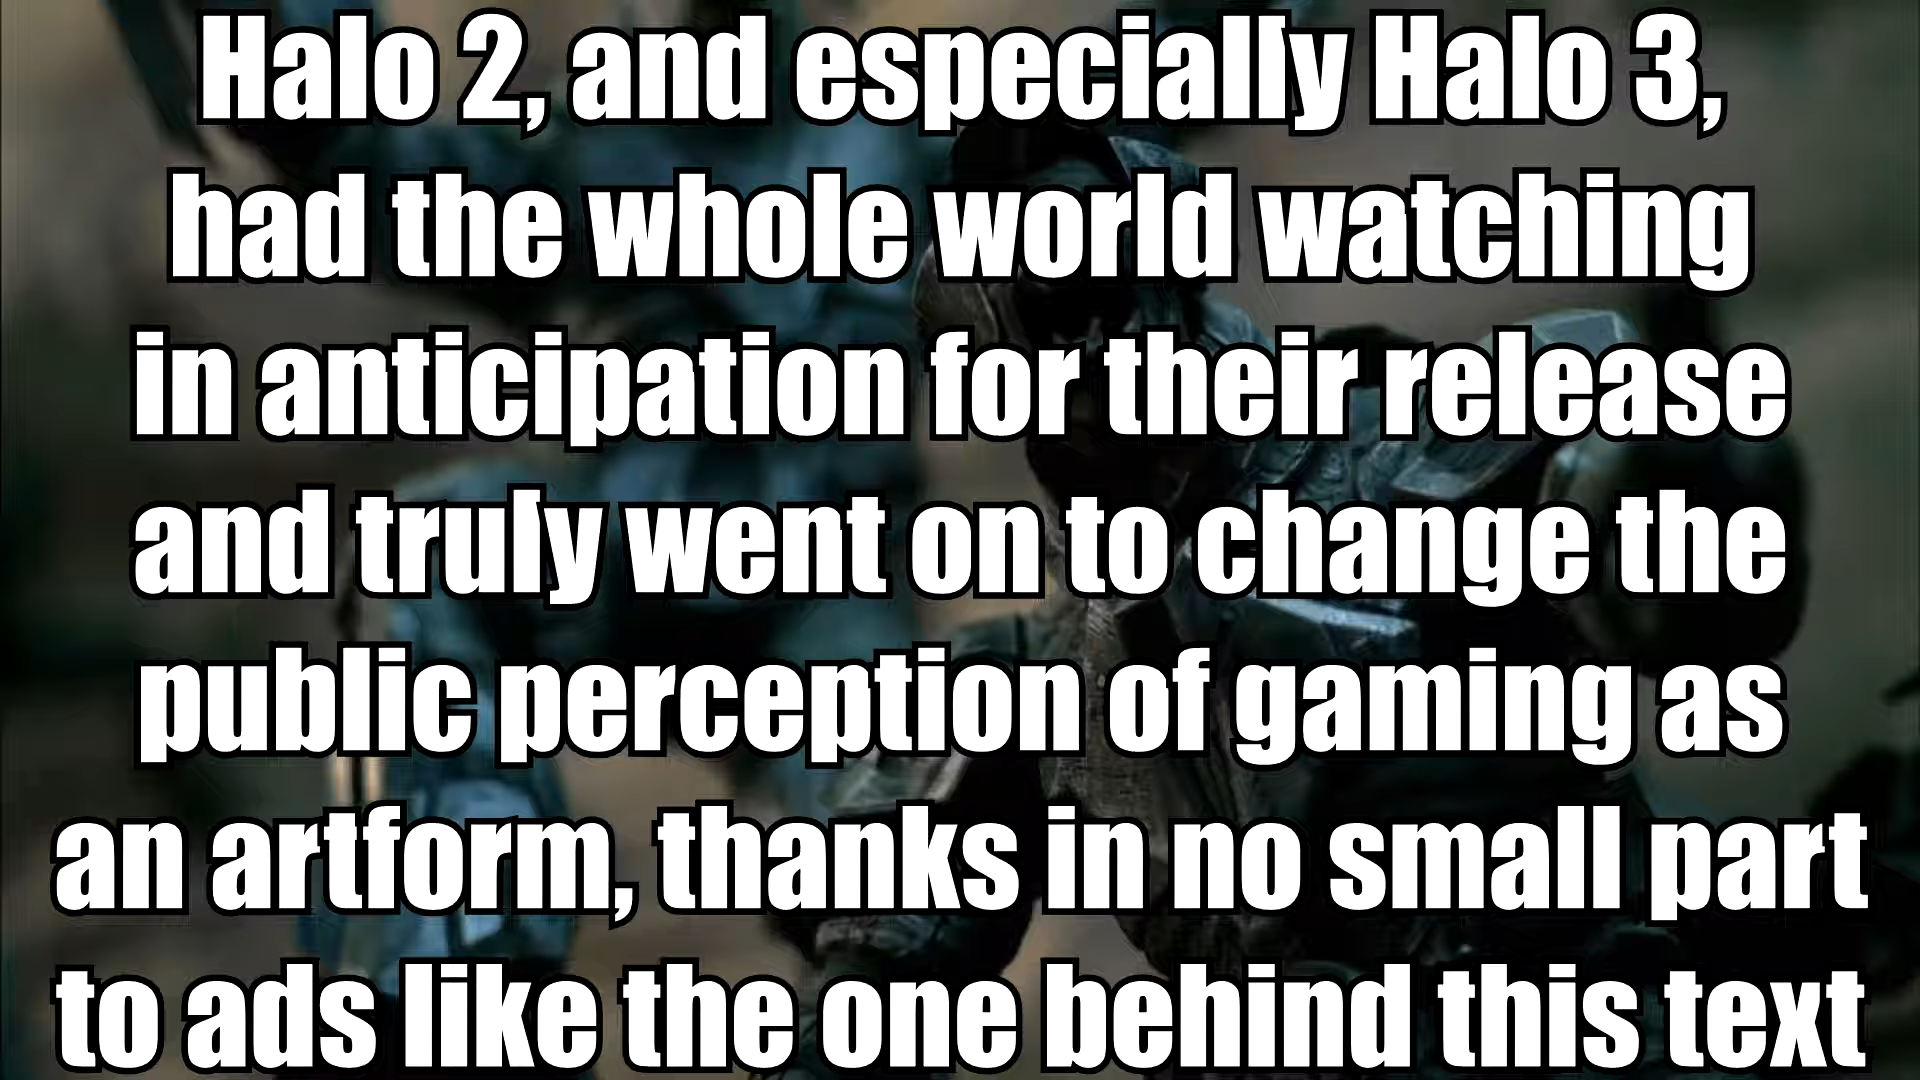 Halo 2, and especially Halo 3,
had the whole world watching
in anticipation for their release
and truly went on to change the
public perception of gaming as
an artform, thanks in no small part
to ads like the one behind this text